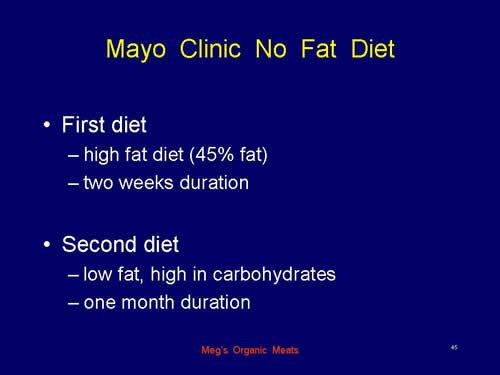 Mayo Clinic No Fat Diet
• First diet
– high fat diet (45% fat)
– two weeks duration
• Second diet
– low fat, high in carbohydrates
– one month duration
Meg's Organic Meats
45